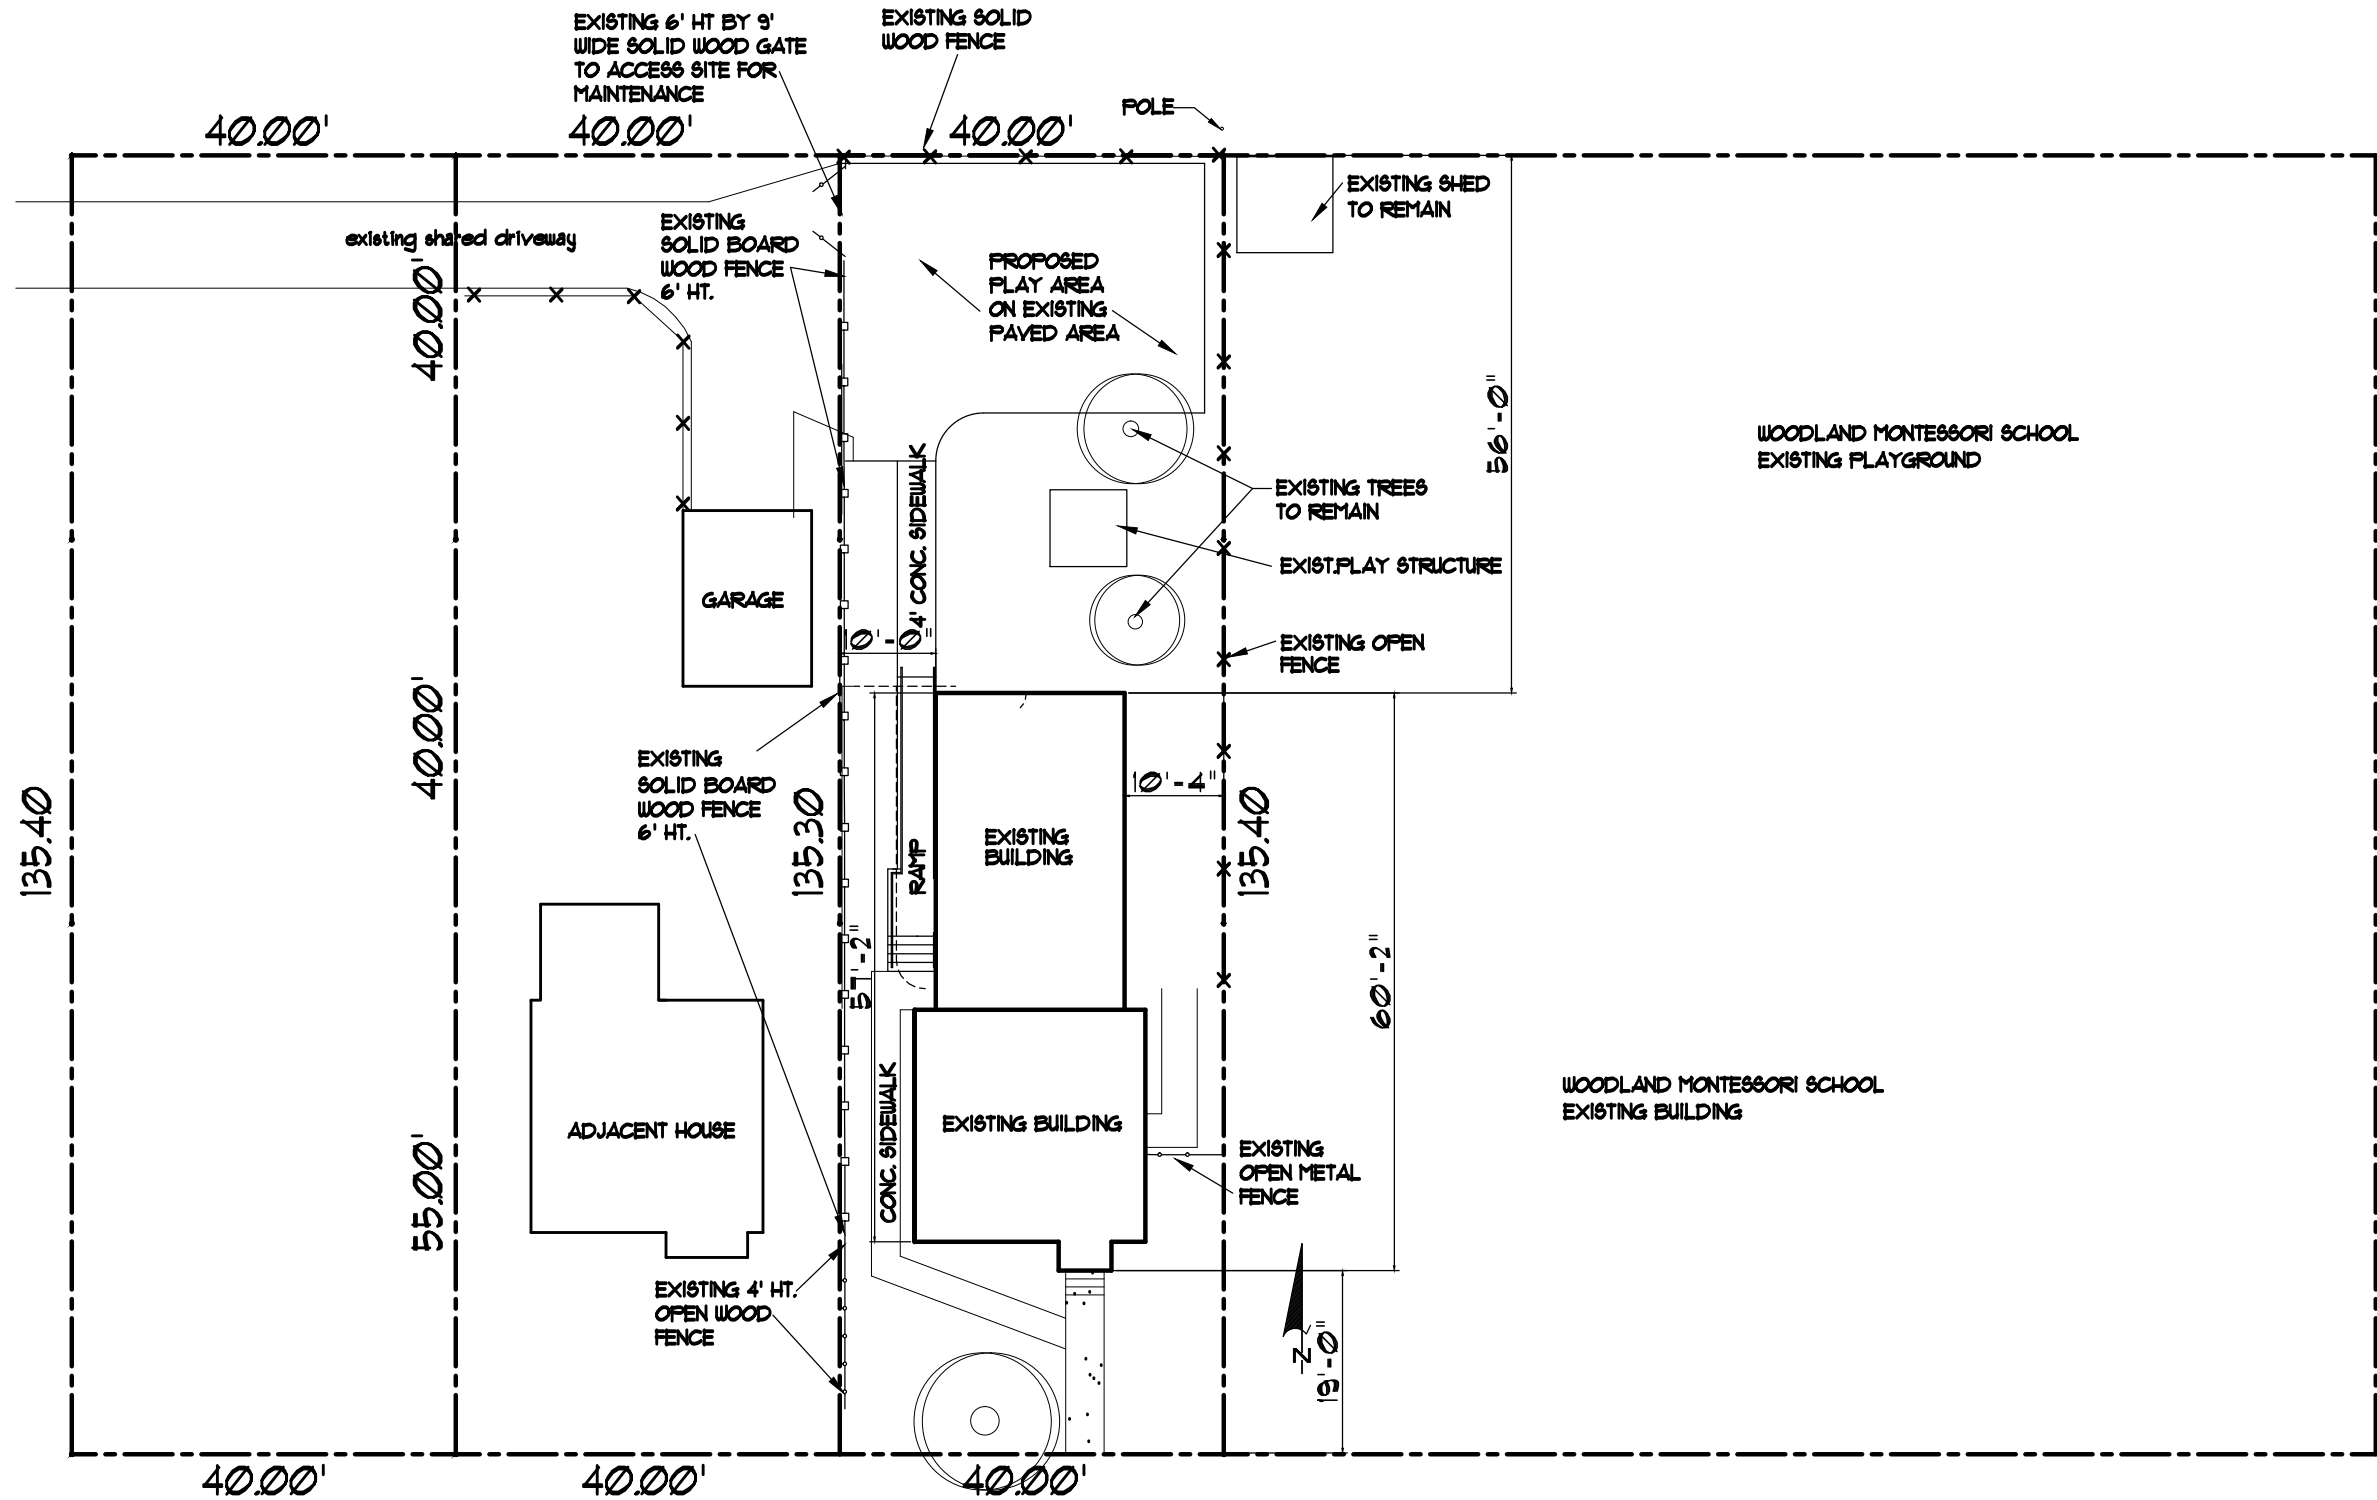 EXISTING 6' HT BY 9'
WIDE SOLID WOOD GATE
TO ACCESS SITE FOR
MAINTENANCE
EXISTING SOLID
WOOD FENCE
POLE
40.00'
40.00'
40.00'
EXISTING SHED
TO REMAIN
existing shared driveway
EXISTING
SOLID BOARD
WOOD FENCE
6' HT.
PROPOSED
PLAY AREA
ON EXISTING
PAVED AREA
40.00'
56'-0"
WOODLAND MONTESSORI SCHOOL
EXISTING PLAYGROUND
4' CONC. SIDEWALK
EXISTING TREES
TO REMAIN
EXIST.PLAY STRUCTURE
GARAGE
10'-0"
EXISTING OPEN
FENCE
40.00'
EXISTING
SOLID BOARD
WOOD FENCE
6' HT.
10'-4"
135.40
135.30
RAMP
EXISTING
BUILDING
135.40
57'-2"
60'-2"
WOODLAND MONTESSORI SCHOOL
EXISTING BUILDING
ADJACENT HOUSE
CONC. SIDEWALK
EXISTING BUILDING
55.00'
EXISTING
OPEN METAL
FENCE
EXISTING 4' HT.
OPEN WOOD
FENCE
N
19'-0"
40.00'
40.00'
40.00'